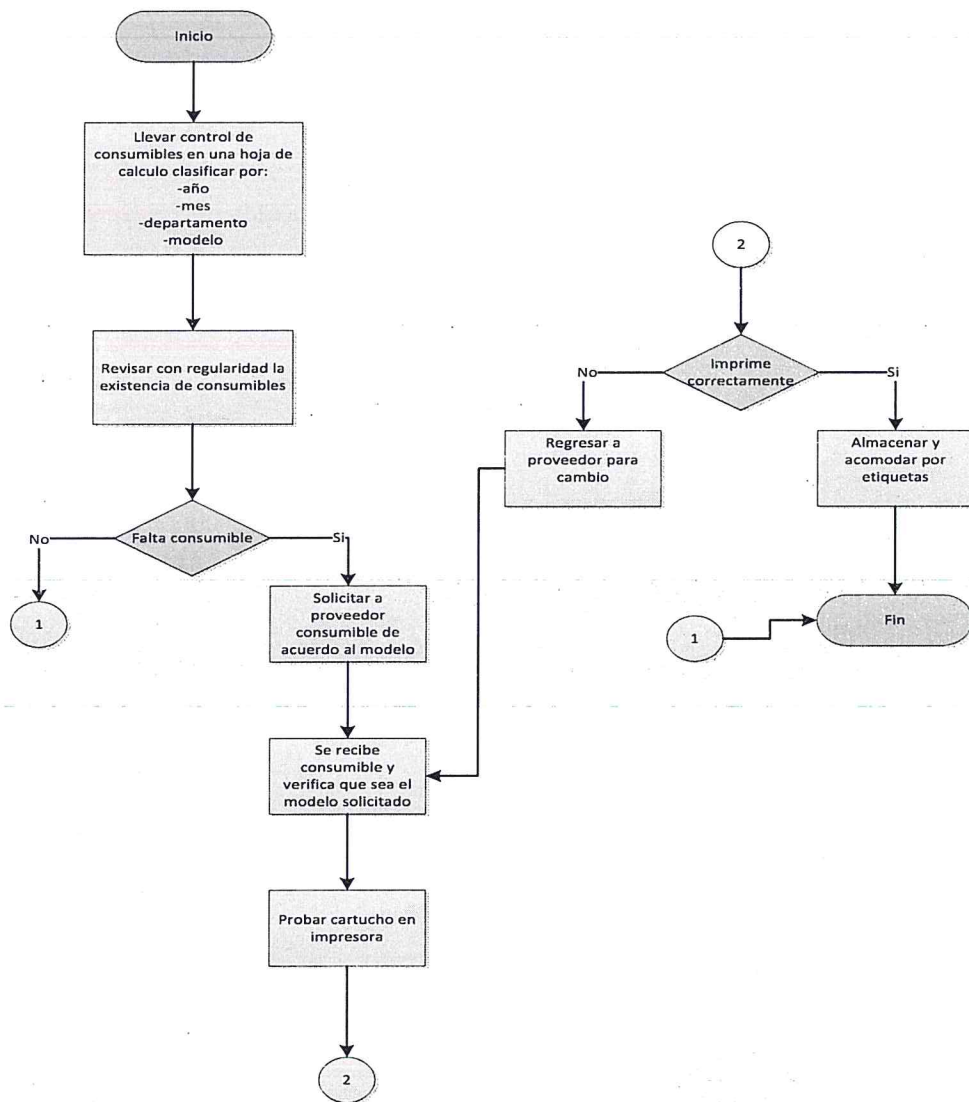 Inicio
Llevar control de
consumibles en una hoja de
calculo clasificar por:
-año
-mes
-departamento
-modelo
Revisar con regularidad la
existencia de consumibles
Falta consumible
No
Si
1
Solicitar a
proveedor
consumible de
acuerdo al modelo
Se recibe
consumible y
verifica que sea el
modelo solicitado
Probar cartucho en
impresora
2
2
Imprime
correctamente
No
Si
Regresar a
proveedor para
cambio
Almacenar y
acomodar por
etiquetas
1
Fin